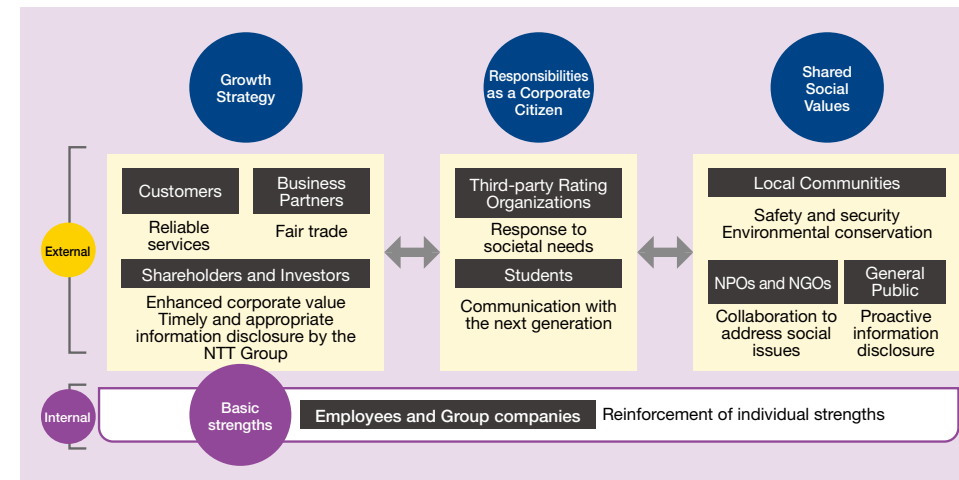 Growth
Strategy
Responsibilities
as a Corporate
Citizen
Shared
Social
Values
External
Customers
Reliable
services
Business
Partners
Fair trade
Shareholders and Investors
Enhanced corporate value
Timely and appropriate
information disclosure by the
NTT Group
Third-party Rating
Organizations
Response to
societal needs
Students
Communication with
the next generation
Local Communities
Safety and security
Environmental conservation
NPOs and NGOs
Collaboration to
address social
issues
General
Public
Proactive
information
disclosure
Internal
Basic
strengths
Employees and Group companies
Reinforcement of individual strengths